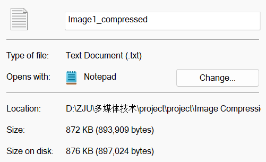 Image1_compressed
Type of file: Text Document (.txt)
Opens with: Notepad Change...
Location: D:\ZJU\多媒体技术\project\project\Image Compressi
Size: 872 KB (893,909 bytes)
Size on disk: 876 KB (897,024 bytes)